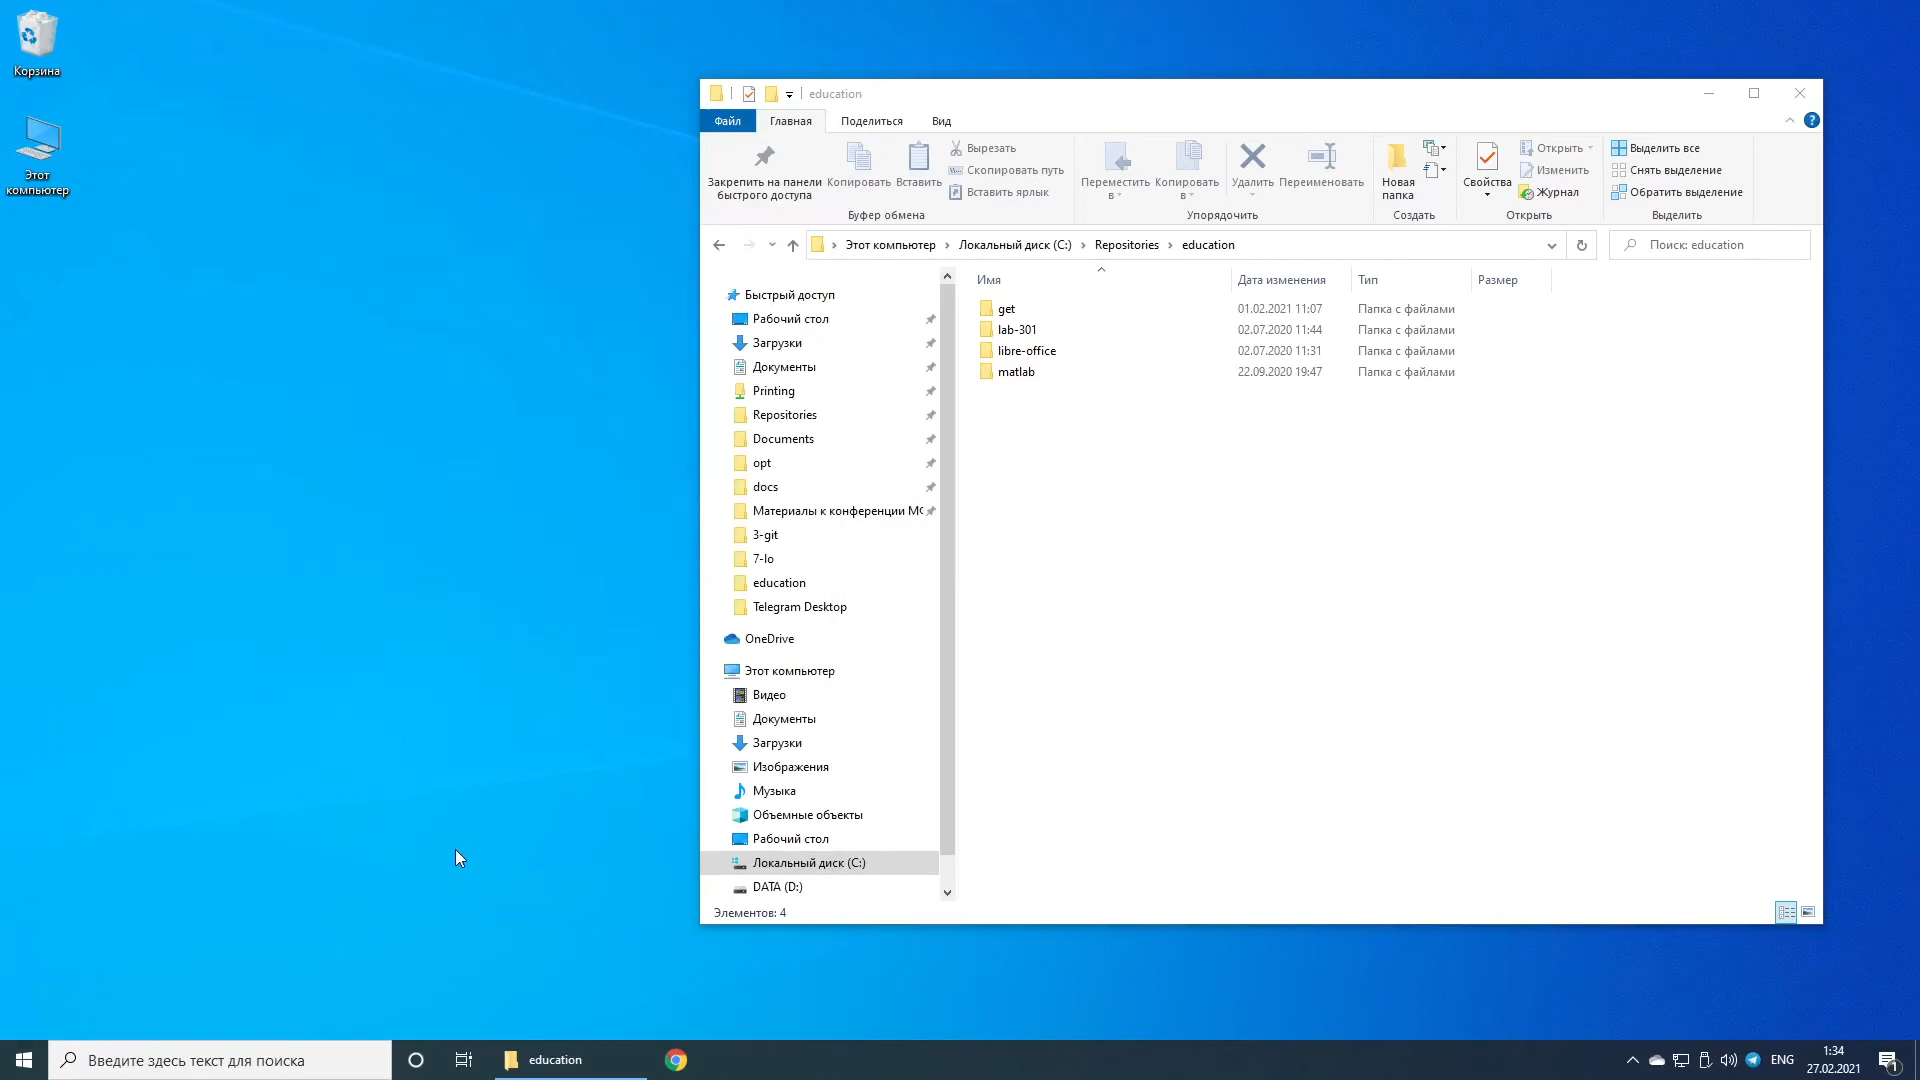 Корзина
Этот
компьютер
education
Файл
Главная
Поделиться
Вид
Закрепить на панели
быстрого доступа
Копировать
Вставить
Вырезать
Скопировать путь
Вставить ярлык
Буфер обмена
Переместить
в
Копировать
в
Удалить
Переименовать
Упорядочить
Новая
папка
Создать
Свойства
Открыть
Изменить
Журнал
Открыть
Выделить все
Снять выделение
Обратить выделение
Выделить
Этот компьютер
Локальный диск (C:)
Repositories
education
Поиск: education
Быстрый доступ
Рабочий стол
Загрузки
Документы
Printing
Repositories
Documents
opt
docs
Материалы к конференции МФ
3-git
7-lo
education
Telegram Desktop
OneDrive
Этот компьютер
Видео
Документы
Загрузки
Изображения
Музыка
Объемные объекты
Рабочий стол
Локальный диск (C:)
DATA (D:)
Имя Дата изменения Тип Размер
get 01.02.2021 11:07 Папка с файлами
lab-301 02.07.2020 11:44 Папка с файлами
libre-office 02.07.2020 11:31 Папка с файлами
matlab 22.09.2020 19:47 Папка с файлами
Элементов: 4
Введите здесь текст для поиска
education
ENG
1:34
27.02.2021
1